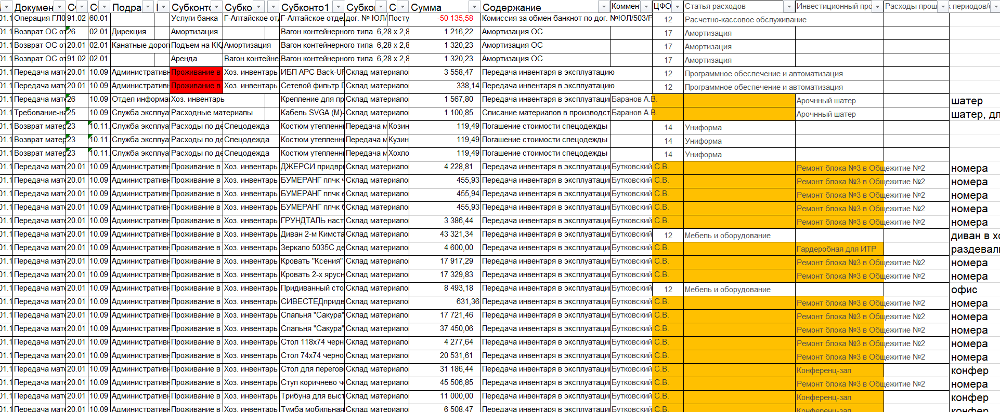 Докумен С С Подра Субконто Субко Субконто1 Субко С Сумма Содержание Коммент ЦФО Статья расходов Инвестиционный про Расходы прош х периодов/
01.1 Операция ГЛ0 91.02 60.01 Услуги банка Г-Алтайское отд Г-Алтайское отде дог. № ЮЛ/ Посту -50 135,58 Комиссия за обмен банкнот по дог. №ЮЛ/503/Р 12 Расчетно-кассовое обслуживание
01.1 Возврат ОС от 26 02.01 Дирекция Амортизация Вагон контейнерного типа 6,28 х 2,8 1 216,22 Амортизация ОС 17 Амортизация
01.1 Возврат ОС от 20.01 02.01 Канатные дорог Подъем на ККД Амортизация Вагон контейнерного типа 6,28 х 2,8 1 320,23 Амортизация ОС 17 Амортизация
01.1 Возврат ОС от 91.02 02.01 Аренда Вагон контейне Вагон контейнерного типа 6,28 х 2,8 1 320,23 Амортизация ОС 17 Амортизация
01.1 Передача мате 20.01 10.09 Административн Проживание в Хоз. инвентарь ИБП APC Back-UP Склад материало 3 558,47 Передача инвентаря в эксплуатацию 12 Программное обеспечение и автоматизация
01.1 Передача мате 20.01 10.09 Административн Проживание в Хоз. инвентарь Сетевой фильтр D Склад материало 338,14 Передача инвентаря в эксплуатацию 12 Программное обеспечение и автоматизация
01.1 Передача мате 26 10.09 Отдел информа Хоз. инвентарь Крепление для пр Склад материало 1 567,80 Передача инвентаря в эксплуатаци Баранов А.В. Арочнный шатер шатер
01.1 Требование-на 25 10.09 Служба эксплуа Расходные материалы Кабель SVGA (M)- Склад материало 1 100,85 Списание материалов в производст Баранов А.В. Арочнный шатер шатер, дл
01.1 Возврат матер 23 10.11. Служба эксплуа Расходы по де Спецодежда Костюм утепленн Передача м Козин 119,49 Погашение стоимости спецодежды 14 Униформа
01.1 Возврат матер 23 10.11. Служба эксплуа Расходы по де Спецодежда Костюм утепленн Передача м Кузин 119,49 Погашение стоимости спецодежды 14 Униформа
01.1 Возврат матер 23 10.11. Служба эксплуа Расходы по де Спецодежда Костюм утепленн Передача м Хохло 119,49 Погашение стоимости спецодежды 14 Униформа
01.1 Передача мате 20.01 10.09 Административн Проживание в Хоз. инвентарь ДЖЕРСИ придврн Склад материало 4 228,81 Передача инвентаря в эксплуатаци Бутковский С.В. Ремонт блока №3 в Общежитие №2 номера
01.1 Передача мате 20.01 10.09 Административн Проживание в Хоз. инвентарь БУМЕРАНГ плчк ч Склад материало 455,93 Передача инвентаря в эксплуатаци Бутковский С.В. Ремонт блока №3 в Общежитие №2 номера
01.1 Передача мате 20.01 10.09 Административн Проживание в Хоз. инвентарь БУМЕРАНГ плчк е Склад материало 455,94 Передача инвентаря в эксплуатаци Бутковский С.В. Ремонт блока №3 в Общежитие №2 номера
01.1 Передача мате 20.01 10.09 Административн Проживание в Хоз. инвентарь БУМЕРАНГ плчк б Склад материало 455,93 Передача инвентаря в эксплуатаци Бутковский С.В. Ремонт блока №3 в Общежитие №2 номера
01.1 Передача мате 20.01 10.09 Административн Проживание в Хоз. инвентарь ГРУНДТАЛЬ наст Склад материало 3 386,44 Передача инвентаря в эксплуатаци Бутковский С.В. Ремонт блока №3 в Общежитие №2 номера
01.1 Передача мате 20.01 10.09 Административн Проживание в Хоз. инвентарь Диван 2-м Кимста Склад материало 43 321,34 Передача инвентаря в эксплуатаци Бутковский 12 Мебель и оборудование диван в хо
01.1 Передача мате 20.01 10.09 Административн Проживание в Хоз. инвентарь Зеркало 5035С де Склад материало 4 600,00 Передача инвентаря в эксплуатаци Бутковский С.В. Гардеробная для ИТР раздевалк
01.1 Передача мате 20.01 10.09 Административн Проживание в Хоз. инвентарь Кровать "Ксения" Склад материало 17 917,29 Передача инвентаря в эксплуатаци Бутковский С.В. Ремонт блока №3 в Общежитие №2 номера
01.1 Передача мате 20.01 10.09 Административн Проживание в Хоз. инвентарь Кровать 2-х ярусн Склад материало 17 329,83 Передача инвентаря в эксплуатаци Бутковский С.В. Ремонт блока №3 в Общежитие №2 номера
01.1 Передача мате 20.01 10.09 Административн Проживание в Хоз. инвентарь Придиванный сто Склад материало 8 493,18 Передача инвентаря в эксплуатаци Бутковский 12 Мебель и оборудование офис
01.1 Передача мате 20.01 10.09 Административн Проживание в Хоз. инвентарь СИВЕСТЕДпридв Склад материало 631,36 Передача инвентаря в эксплуатаци Бутковский С.В. Ремонт блока №3 в Общежитие №2 номера
01.1 Передача мате 20.01 10.09 Административн Проживание в Хоз. инвентарь Спальня "Сакура" Склад материало 17 721,46 Передача инвентаря в эксплуатаци Бутковский С.В. Ремонт блока №3 в Общежитие №2 номера
01.1 Передача мате 20.01 10.09 Административн Проживание в Хоз. инвентарь Спальня "Сакура" Склад материало 37 450,06 Передача инвентаря в эксплуатаци Бутковский С.В. Ремонт блока №3 в Общежитие №2 номера
01.1 Передача мате 20.01 10.09 Административн Проживание в Хоз. инвентарь Стол 118х74 черн Склад материало 4 277,64 Передача инвентаря в эксплуатаци Бутковский С.В. Ремонт блока №3 в Общежитие №2 номера
01.1 Передача мате 20.01 10.09 Административн Проживание в Хоз. инвентарь Стол 74х74 черно Склад материало 20 531,61 Передача инвентаря в эксплуатаци Бутковский С.В. Ремонт блока №3 в Общежитие №2 номера
01.1 Передача мате 20.01 10.09 Административн Проживание в Хоз. инвентарь Стол для перегов Склад материало 31 186,44 Передача инвентаря в эксплуатаци Бутковский С.В. Конференц-зал конфер
01.1 Передача мате 20.01 10.09 Административн Проживание в Хоз. инвентарь Стул коричнево ч Склад материало 45 506,85 Передача инвентаря в эксплуатаци Бутковский С.В. Ремонт блока №3 в Общежитие №2 номера
01.1 Передача мате 20.01 10.09 Административн Проживание в Хоз. инвентарь Трибуна для выст Склад материало 11 000,00 Передача инвентаря в эксплуатаци Бутковский С.В. Конференц-зал конфер
01.1 Передача мате 20.01 10.09 Административн Проживание в Хоз. инвентарь Тумба мобильная Склад материало 6 508,47 Передача инвентаря в эксплуатаци Бутковский С.В. Конференц-зал конфер